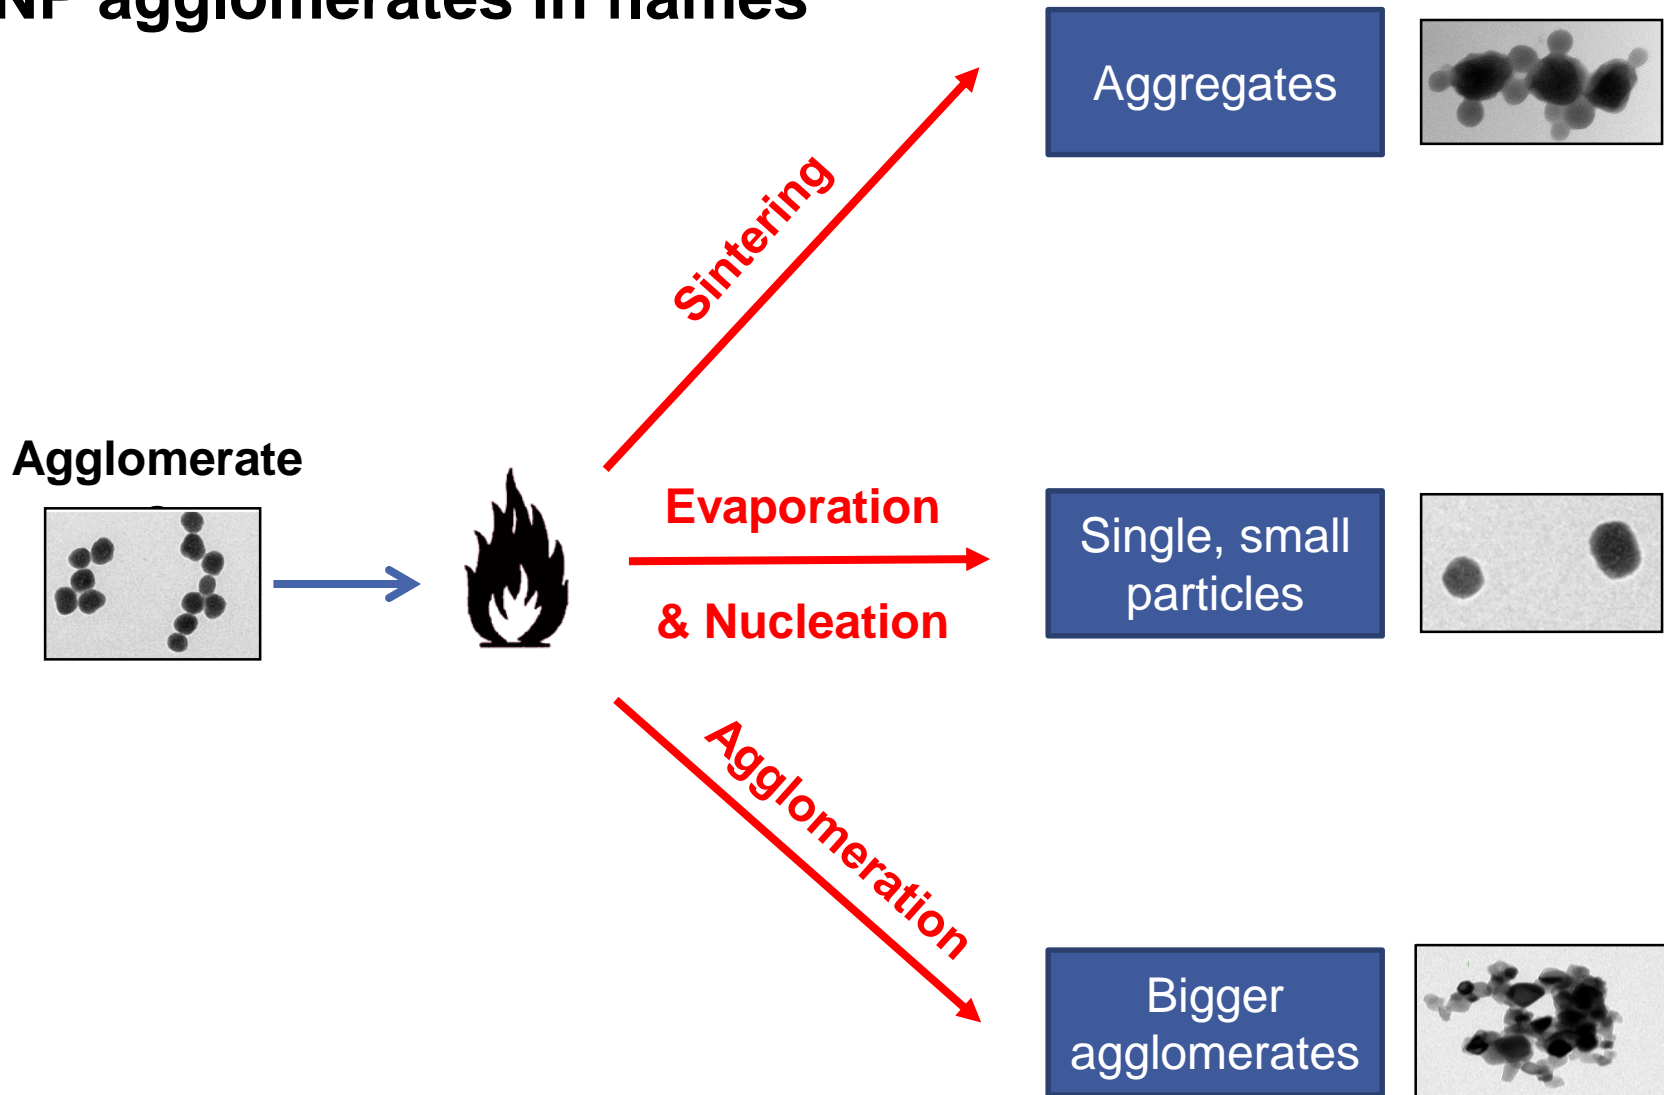 NP agglomerates in flames
Aggregates
Sintering
Agglomerate
Evaporation
& Nucleation
Single, small
particles
Agglomeration
Bigger
agglomerates